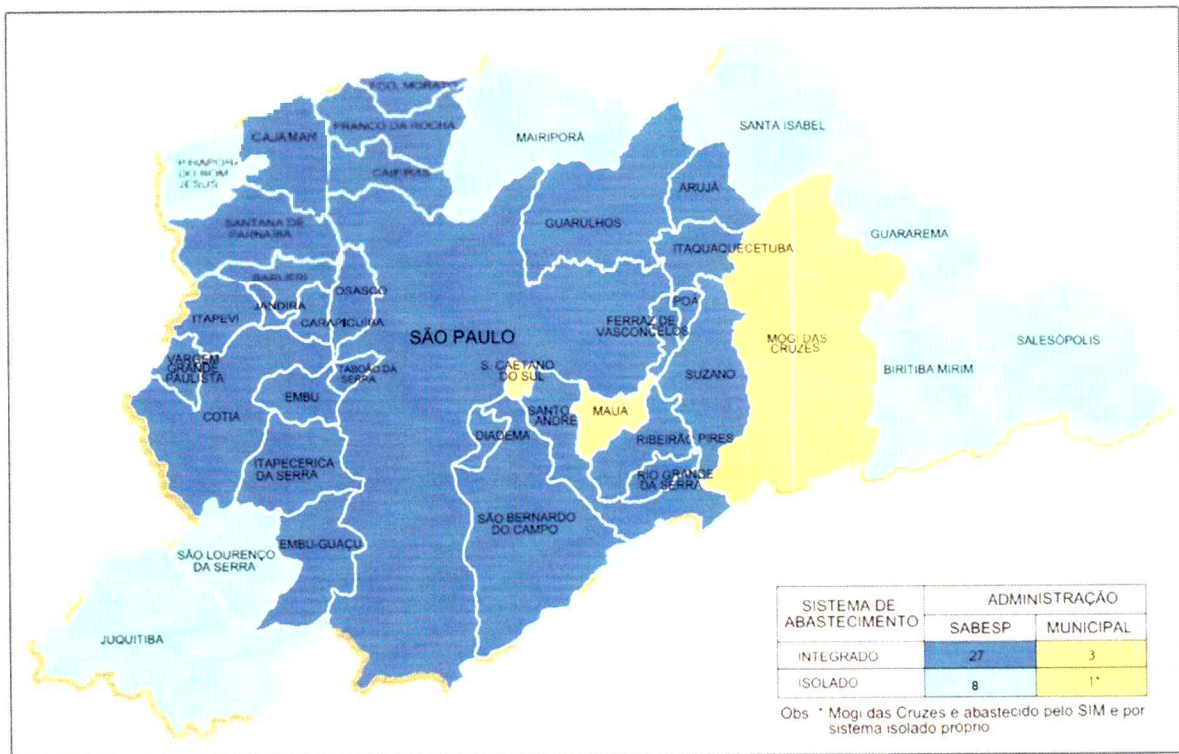 FCO. MORATO
CAJAMAR
FRANCO DA ROCHA
MAIRIPORÃ
SANTA ISABEL
PIRAPORA
DO BOM
JESUS
CAIEIRAS
ARUJÁ
SANTANA DE
PARNAÍBA
GUARULHOS
GUARAREMA
ITAQUAQUECETUBA
BARUERI
OSASCO
JANDIRA
ITAPEVI
CARAPICUIBA
POÁ
FERRAZ DE
VASCONCELOS
SÃO PAULO
MOGI DAS
CRUZES
SALESÓPOLIS
VARGEM
GRANDE
PAULISTA
TABOÃO DA
SERRA
S. CAETANO
DO SUL
SUZANO
BIRITIBA MIRIM
EMBU
COTIA
SANTO
ANDRÉ
MAUA
DIADEMA
RIBEIRÃO PIRES
ITAPECERICA
DA SERRA
RIO GRANDE
DA SERRA
SÃO BERNARDO
DO CAMPO
EMBU-GUAÇU
SÃO LOURENÇO
DA SERRA
JUQUITIBA
SISTEMA DE
ABASTECIMENTO
ADMINISTRAÇÃO
SABESP MUNICIPAL
INTEGRADO 27 3
ISOLADO 8 1*
Obs * Mogi das Cruzes e abastecido pelo SIM e por
sistema isolado próprio